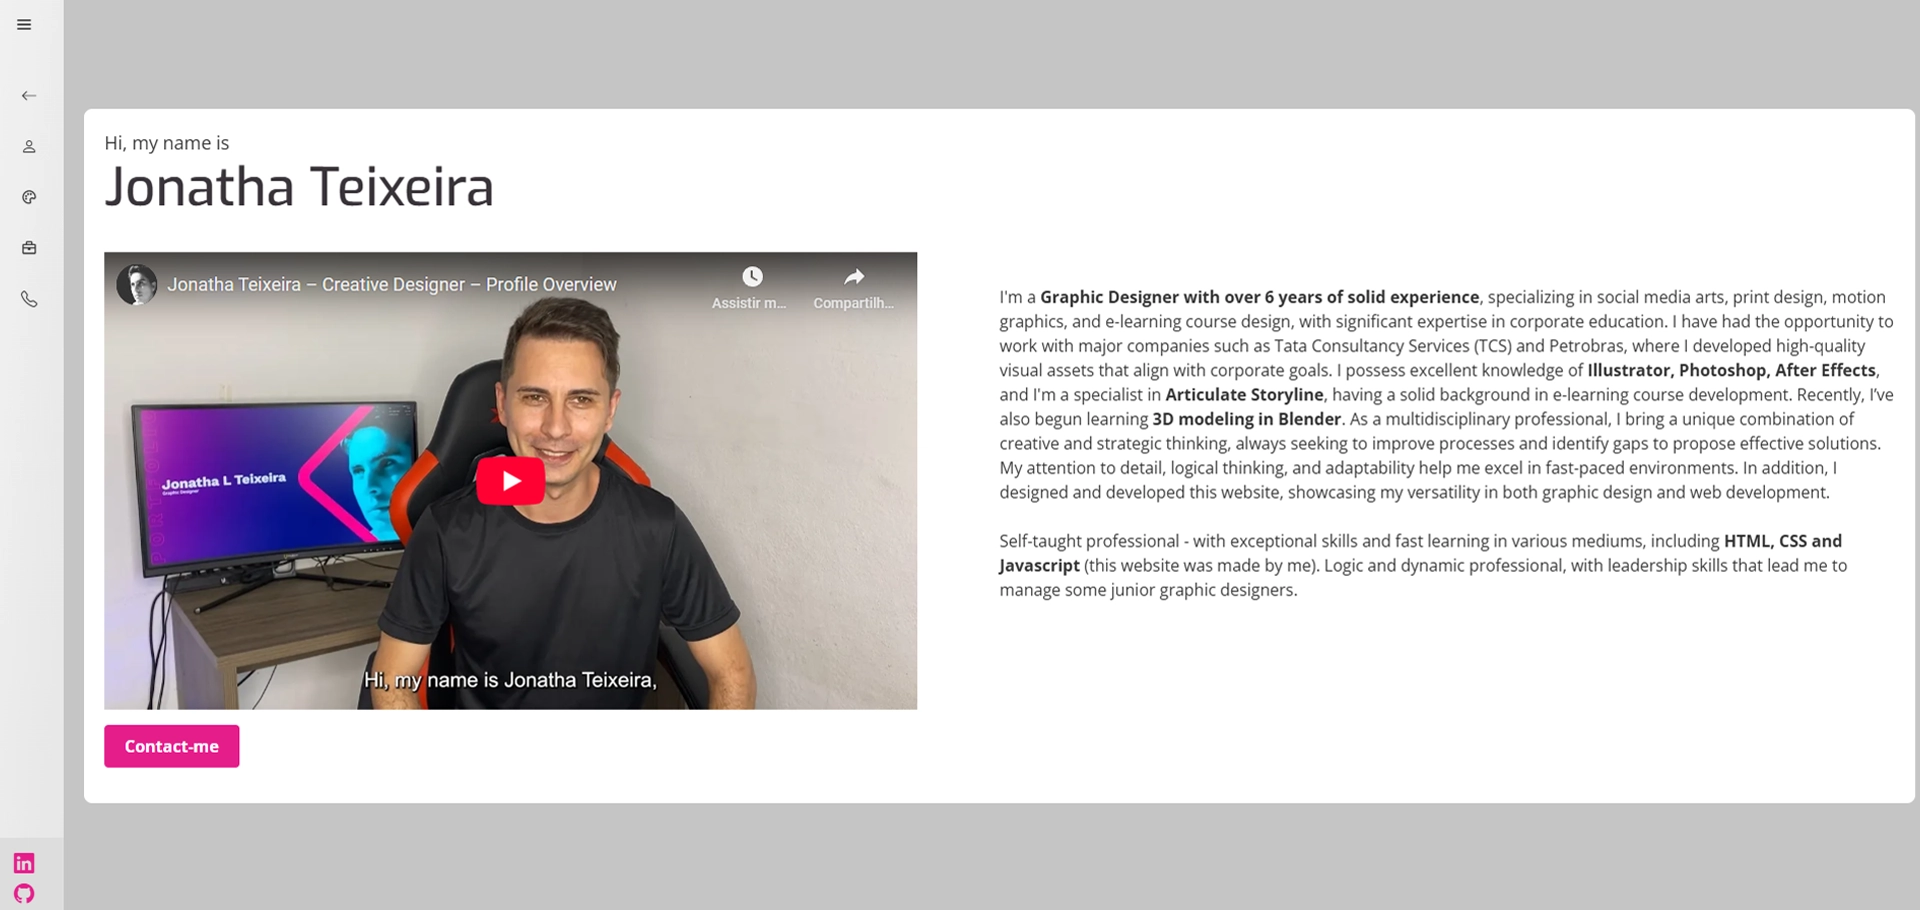 Hi, my name is
Jonatha Teixeira
Jonatha Teixeira – Creative Designer – Profile Overview
Assistir m...
Compartilh...
PORTFOLIO
Jonatha L Teixeira
Graphic Designer
Hi, my name is Jonatha Teixeira,
Contact-me
I'm a Graphic Designer with over 6 years of solid experience, specializing in social media arts, print design, motion
graphics, and e-learning course design, with significant expertise in corporate education. I have had the opportunity to
work with major companies such as Tata Consultancy Services (TCS) and Petrobras, where I developed high-quality
visual assets that align with corporate goals. I possess excellent knowledge of Illustrator, Photoshop, After Effects,
and I'm a specialist in Articulate Storyline, having a solid background in e-learning course development. Recently, I’ve
also begun learning 3D modeling in Blender. As a multidisciplinary professional, I bring a unique combination of
creative and strategic thinking, always seeking to improve processes and identify gaps to propose effective solutions.
My attention to detail, logical thinking, and adaptability help me excel in fast-paced environments. In addition, I
designed and developed this website, showcasing my versatility in both graphic design and web development.
Self-taught professional - with exceptional skills and fast learning in various mediums, including HTML, CSS and
Javascript (this website was made by me). Logic and dynamic professional, with leadership skills that lead me to
manage some junior graphic designers.
in